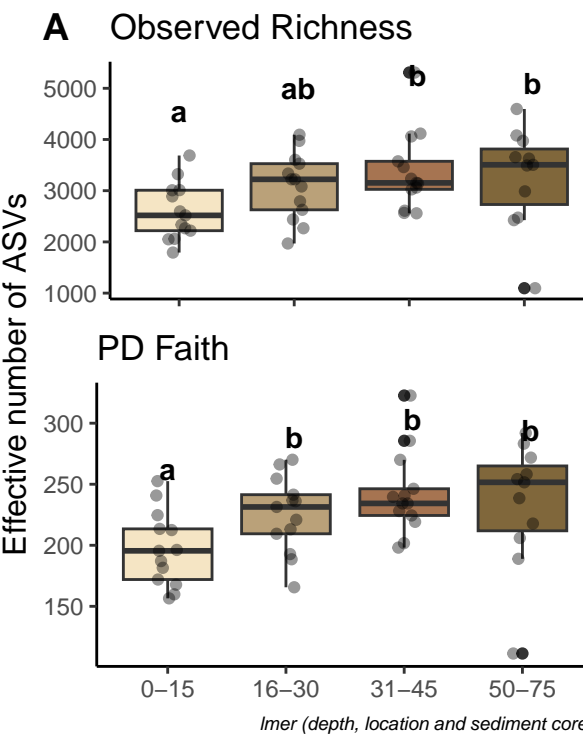 A Observed Richness
a ab b b
5000
4000
3000
2000
1000
Effective number of ASVs
PD Faith
a b b b
300
250
200
150
0–15 16–30 31–45 50–75
lmer (depth, location and sediment core